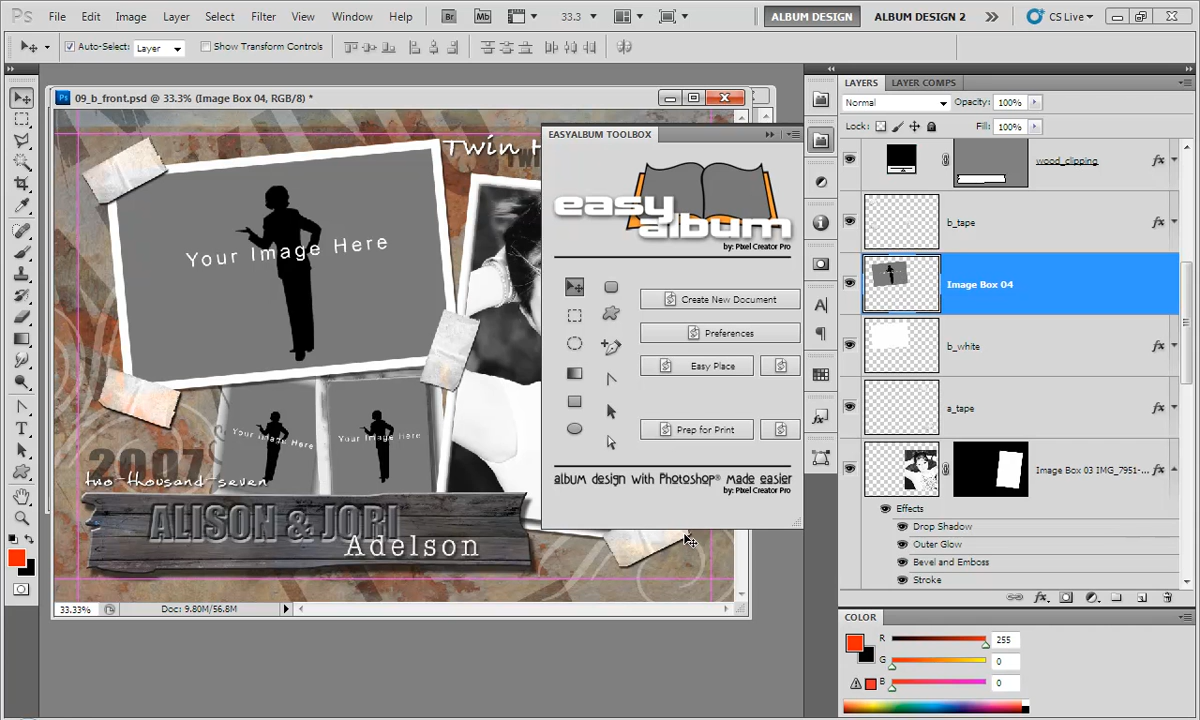 Ps
File Edit Image Layer Select Filter View Window Help
Br
Mb
33.3
ALBUM DESIGN
ALBUM DESIGN 2
CS Live
Auto-Select:
Layer
Show Transform Controls
Ps 09_b_front.psd @ 33.3% (Image Box 04, RGB/8) *
Twin H
Your Image Here
Your Image Here
Your Image Here
2007
two-thousand-seven
ALISON & JORI
Adelson
33.33%
Doc: 9.80M/56.8M
EASYALBUM TOOLBOX
easy
album
by: Pixel Creator Pro
Create New Document
Preferences
Easy Place
Prep for Print
album design with Photoshop® made easier
by: Pixel Creator Pro
LAYERS
LAYER COMPS
Normal
Opacity: 100%
Lock:
Fill: 100%
wood_clipping
fx
b_tape
fx
Image Box 04
b_white
fx
a_tape
fx
Image Box 03 IMG_7951-...
fx
Effects
Drop Shadow
Outer Glow
Bevel and Emboss
Stroke
COLOR
R 255
G 0
B 0